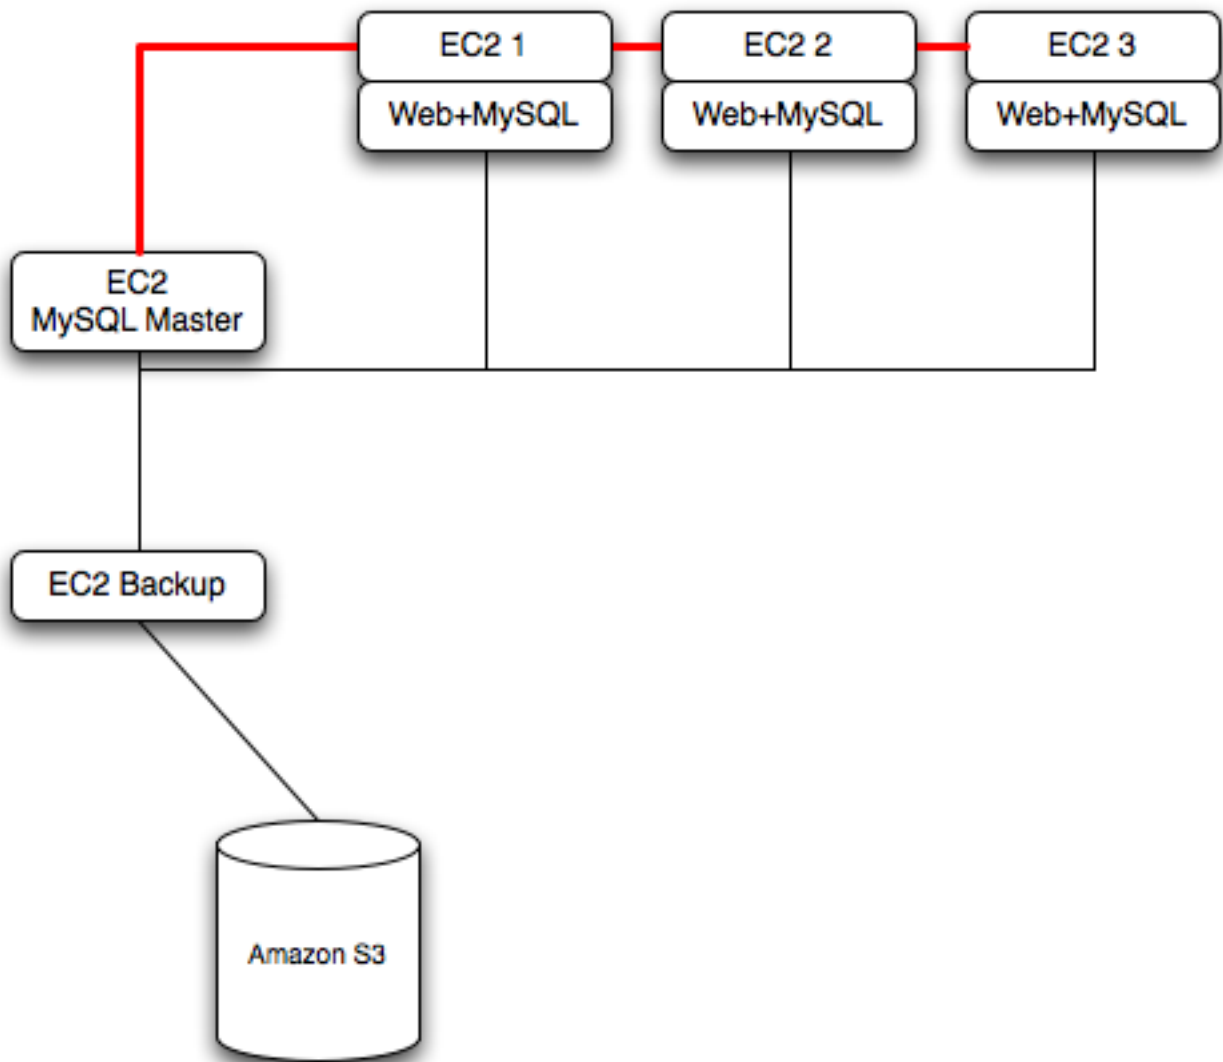 EC2 1
EC2 2
EC2 3
Web+MySQL
Web+MySQL
Web+MySQL
EC2
MySQL Master
EC2 Backup
Amazon S3